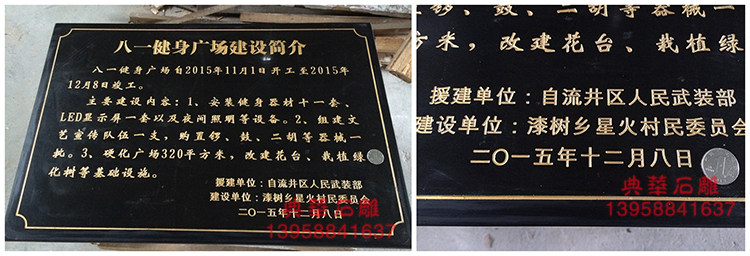 八一健身广场建设简介
八一健身广场自2015年11月1日开工至2015年
12月8日竣工。
主要建设内容：1、安装健身器材十一套、
LED显示屏一套以及夜间照明等设备。2、组建文
艺宣传队伍一支，购置锣、鼓、二胡等器械一
批。3、硬化广场320平方米，改建花台、栽植绿
化树等基础设施。
援建单位：自流井区人民武装部
建设单位：漆树乡星火村民委员会
二〇一五年十二月八日
典華石雕
13958841637
锣、鼓、二胡等器械一
方米，改建花台、栽植绿
援建单位：自流井区人民武装部
建设单位：漆树乡星火村民委员会
二〇一五年十二月八日
典華石雕
13958841637